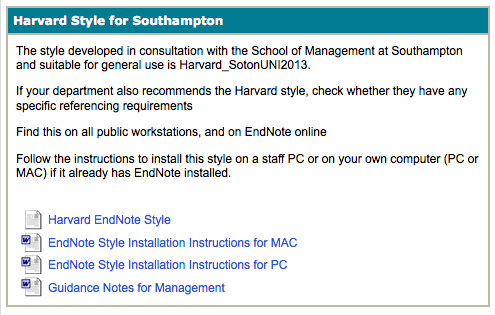 Harvard Style for Southampton
The style developed in consultation with the School of Management at Southampton
and suitable for general use is Harvard_SotonUNI2013.
If your department also recommends the Harvard style, check whether they have any
specific referencing requirements
Find this on all public workstations, and on EndNote online
Follow the instructions to install this style on a staff PC or on your own computer (PC or
MAC) if it already has EndNote installed.
Harvard EndNote Style
EndNote Style Installation Instructions for MAC
EndNote Style Installation Instructions for PC
Guidance Notes for Management